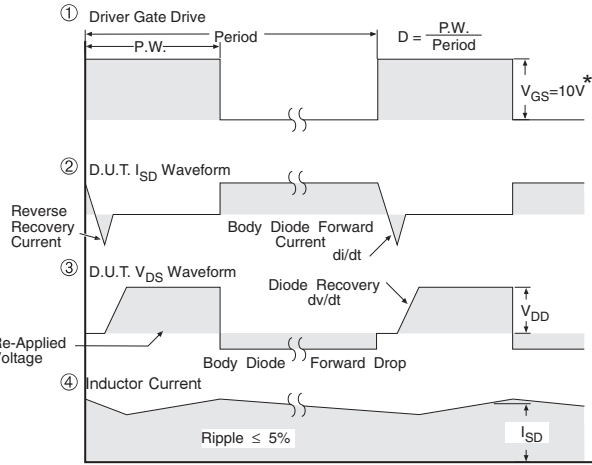 ① Driver Gate Drive
P.W.
Period
D = P.W.
Period
V_GS=10V*
② D.U.T. I_SD Waveform
Reverse
Recovery
Current
Body Diode Forward
Current
di/dt
③ D.U.T. V_DS Waveform
Diode Recovery
dv/dt
V_DD
Re-Applied
Voltage
Body Diode Forward Drop
④ Inductor Current
Ripple ≤ 5%
I_SD